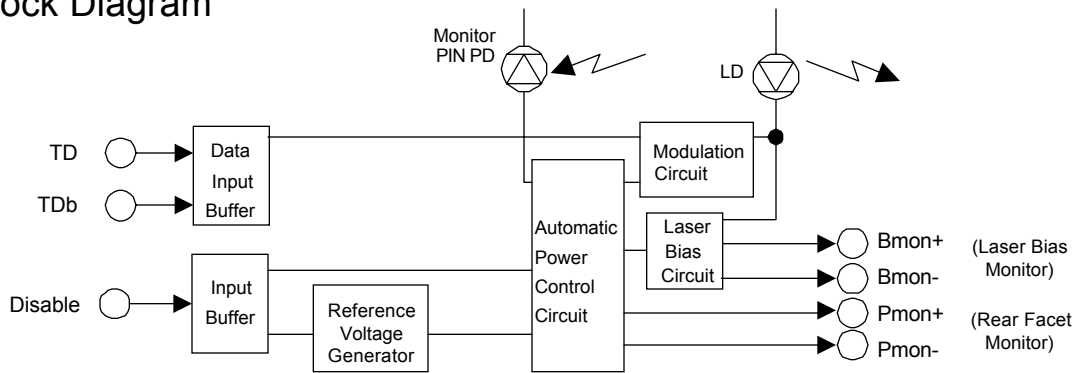 ock Diagram
Monitor
PIN PD
LD
TD
TDb
Data
Input
Buffer
Modulation
Circuit
Automatic
Power
Control
Circuit
Laser
Bias
Circuit
Bmon+
Bmon-
(Laser Bias
Monitor)
Disable
Input
Buffer
Reference
Voltage
Generator
Pmon+
Pmon-
(Rear Facet
Monitor)